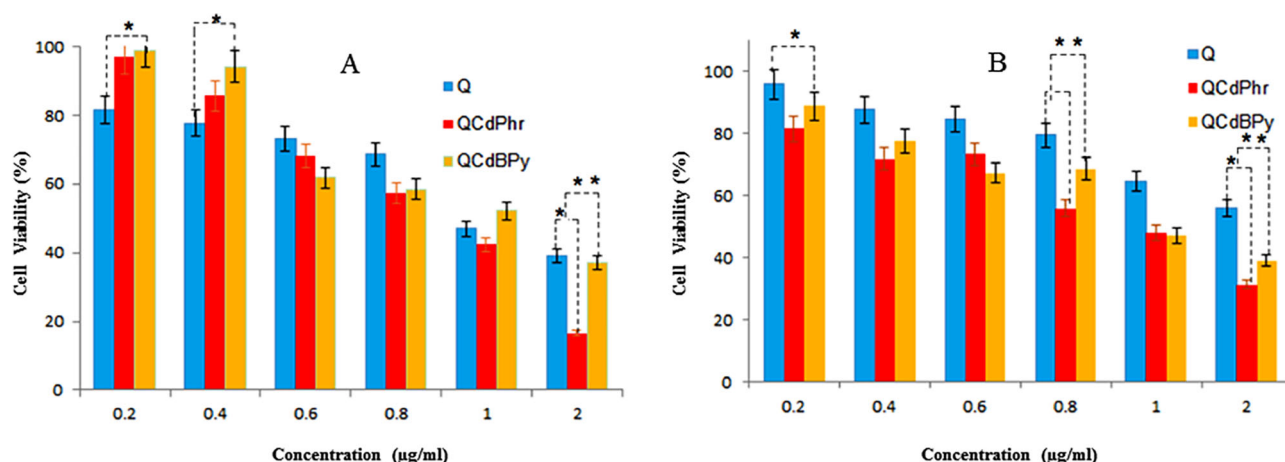 A
* *
Q
QCdPhr
QCdBPy
* * *
Cell Viability (%)
100
80
60
40
20
0
0.2 0.4 0.6 0.8 1 2
Concentration (µg/ml)
B
* * *
Q
QCdPhr
QCdBPy
* * *
Cell Viability (%)
100
80
60
40
20
0
0.2 0.4 0.6 0.8 1 2
Concentration (µg/ml)